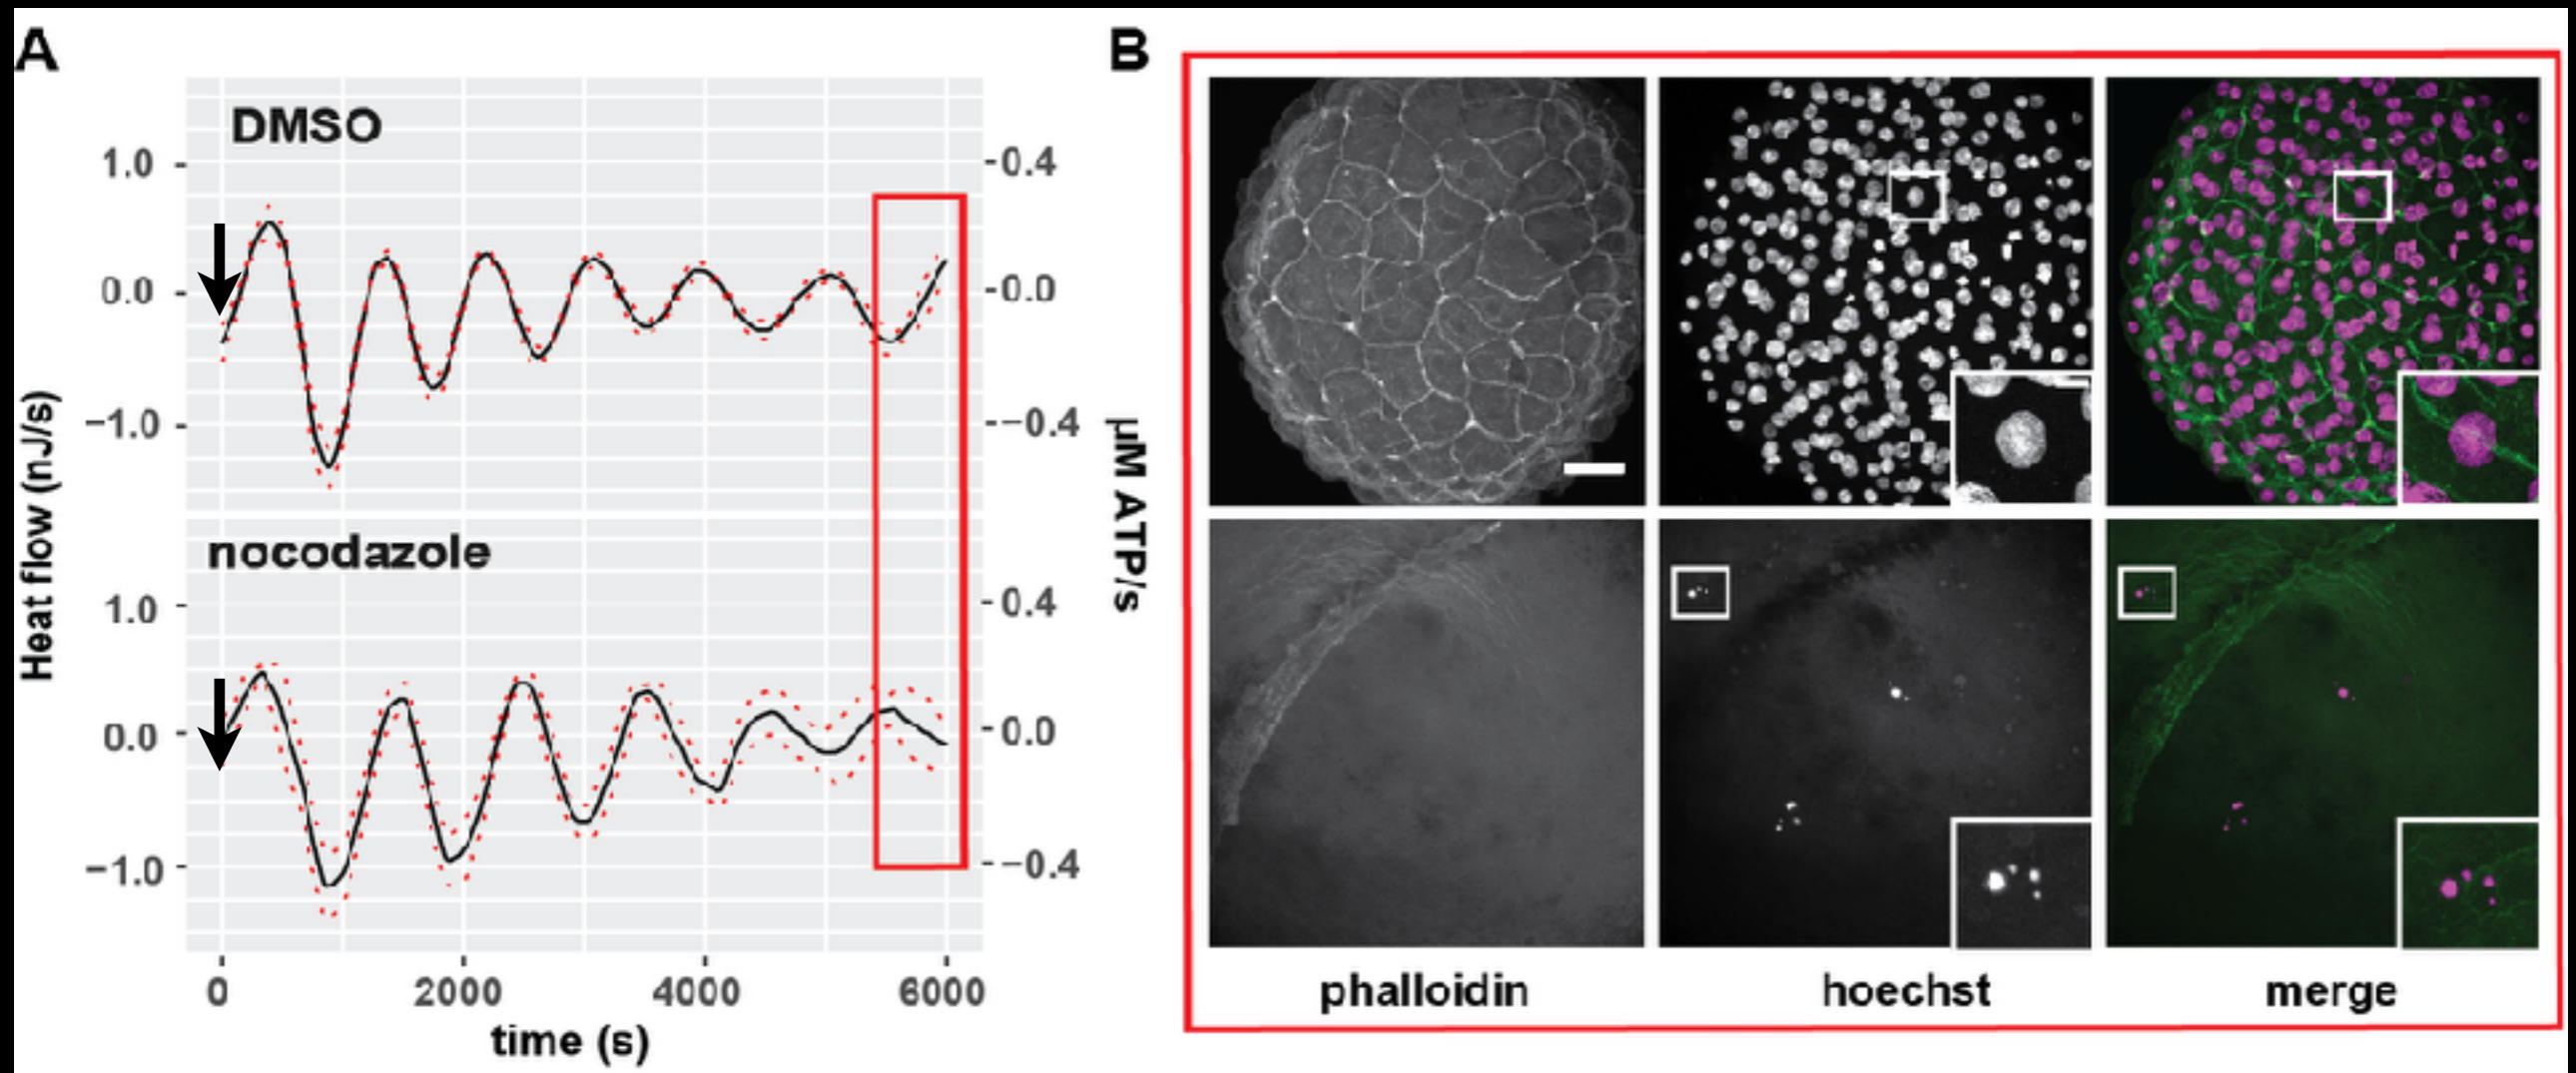 A
B
DMSO
1.0
0.0
−1.0
0.4
0.0
−0.4
nocodazole
1.0
0.0
−1.0
0.4
0.0
−0.4
Heat flow (nJ/s)
μM ATP/s
0 2000 4000 6000
time (s)
phalloidin hoechst merge